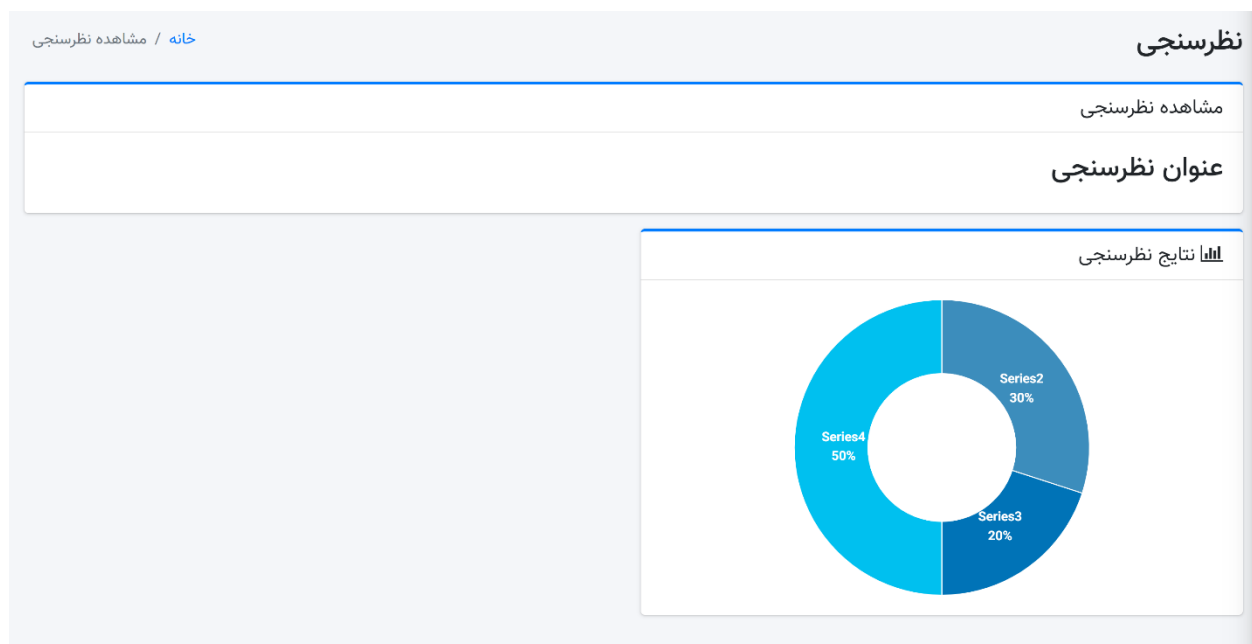 نظرسنجی
خانه / مشاهده نظرسنجی
مشاهده نظرسنجی
عنوان نظرسنجی
نتایج نظرسنجی
Series2
30%
Series4
50%
Series3
20%